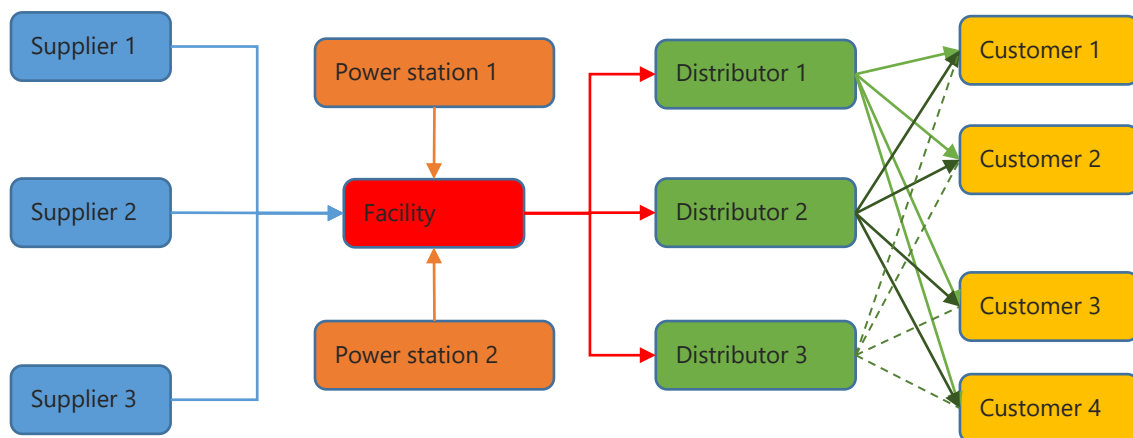 Supplier 1
Supplier 2
Supplier 3
Power station 1
Facility
Power station 2
Distributor 1
Distributor 2
Distributor 3
Customer 1
Customer 2
Customer 3
Customer 4